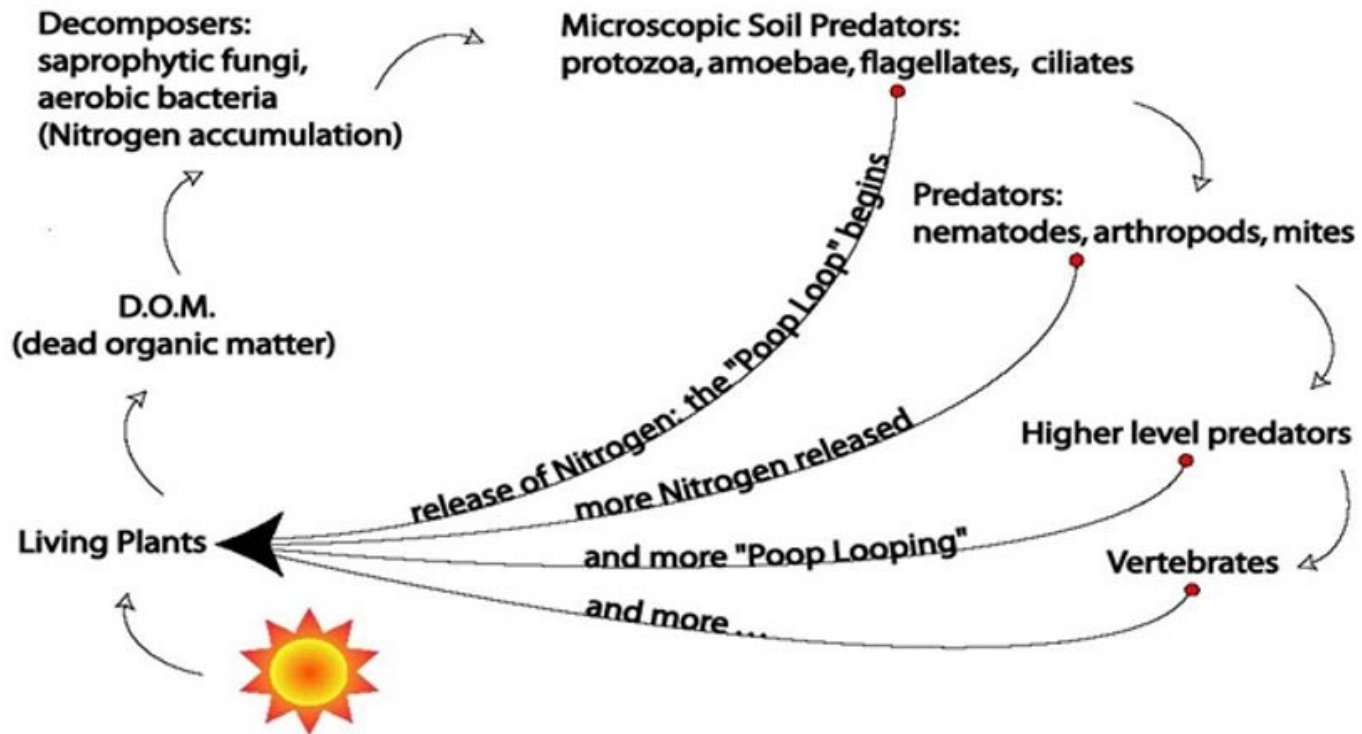 Decomposers:
saprophytic fungi,
aerobic bacteria
(Nitrogen accumulation)
Microscopic Soil Predators:
protozoa, amoebae, flagellates, ciliates
Predators:
nematodes, arthropods, mites
D.O.M.
(dead organic matter)
Higher level predators
Vertebrates
Living Plants
release of Nitrogen: the "Poop Loop" begins
more Nitrogen released
and more "Poop Looping"
and more ...